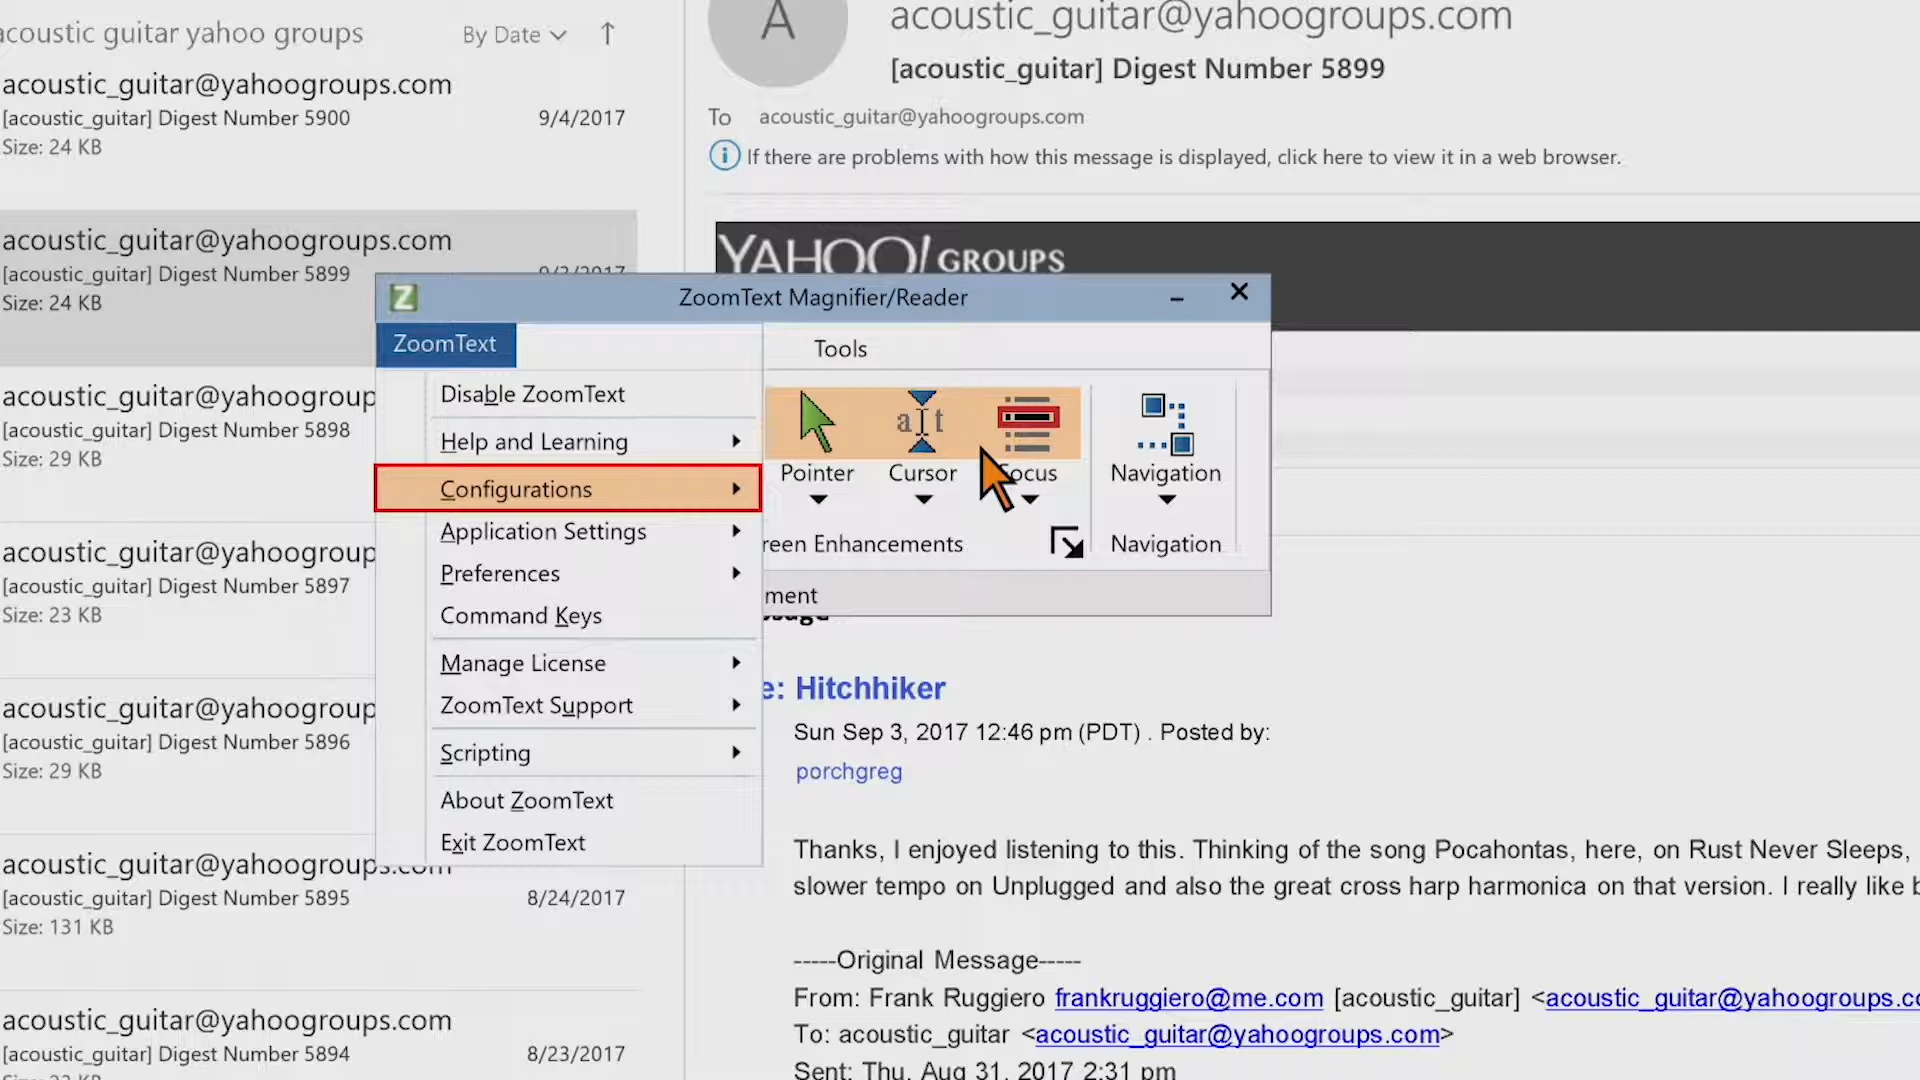 acoustic guitar yahoo groups
By Date
acoustic_guitar@yahoogroups.com
[acoustic_guitar] Digest Number 5900
9/4/2017
Size: 24 KB
acoustic_guitar@yahoogroups.com
[acoustic_guitar] Digest Number 5899
9/3/2017
Size: 24 KB
acoustic_guitar@yahoogroup
[acoustic_guitar] Digest Number 5898
Size: 29 KB
acoustic_guitar@yahoogroup
[acoustic_guitar] Digest Number 5897
Size: 23 KB
acoustic_guitar@yahoogroup
[acoustic_guitar] Digest Number 5896
Size: 29 KB
acoustic_guitar@yahoogroups.com
[acoustic_guitar] Digest Number 5895
8/24/2017
Size: 131 KB
acoustic_guitar@yahoogroups.com
[acoustic_guitar] Digest Number 5894
8/23/2017
A
acoustic_guitar@yahoogroups.com
[acoustic_guitar] Digest Number 5899
To acoustic_guitar@yahoogroups.com
If there are problems with how this message is displayed, click here to view it in a web browser.
YAHOO! GROUPS
ZoomText Magnifier/Reader
ZoomText
Tools
Disable ZoomText
Help and Learning
Configurations
Application Settings
Preferences
Command Keys
Manage License
ZoomText Support
Scripting
About ZoomText
Exit ZoomText
a t
Pointer
Cursor
ocus
Navigation
reen Enhancements
Navigation
ment
e: Hitchhiker
Sun Sep 3, 2017 12:46 pm (PDT) . Posted by:
porchgreg
Thanks, I enjoyed listening to this. Thinking of the song Pocahontas, here, on Rust Never Sleeps,
slower tempo on Unplugged and also the great cross harp harmonica on that version. I really like b
-----Original Message-----
From: Frank Ruggiero frankruggiero@me.com [acoustic_guitar] <acoustic_guitar@yahoogroups.co
To: acoustic_guitar <acoustic_guitar@yahoogroups.com>
Sent: Thu, Aug 31, 2017 2:31 pm